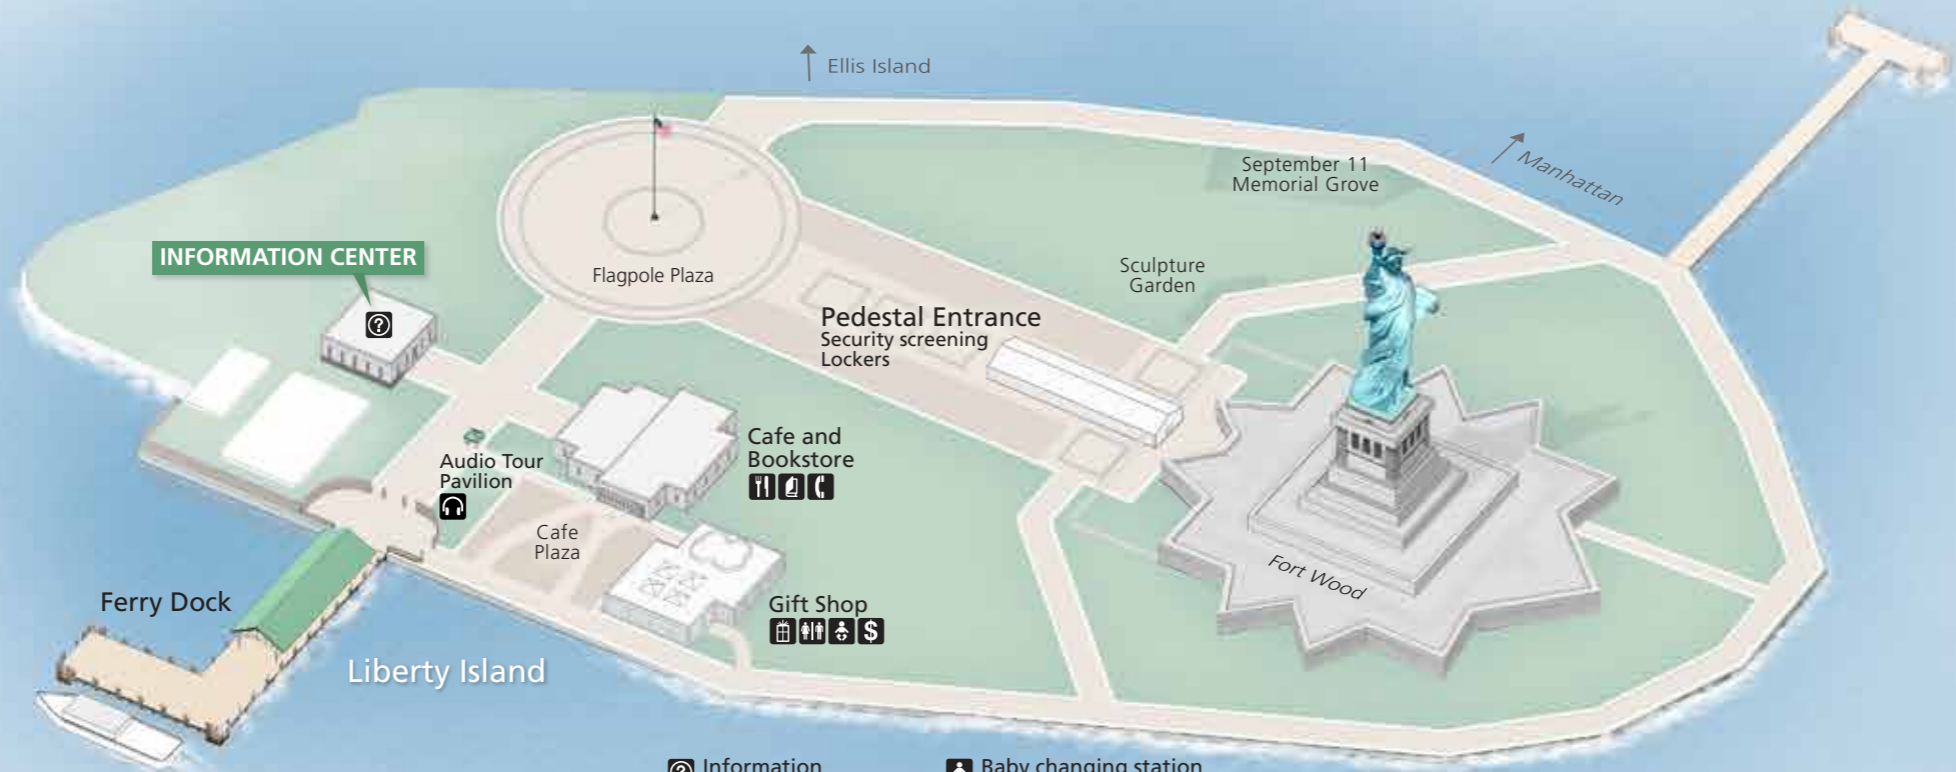 Ellis Island
Manhattan
September 11
Memorial Grove
INFORMATION CENTER
Flagpole Plaza
Sculpture
Garden
Pedestal Entrance
Security screening
Lockers
Cafe and
Bookstore
Audio Tour
Pavilion
Cafe
Plaza
Fort Wood
Ferry Dock
Gift Shop
Liberty Island
Information
Baby changing station